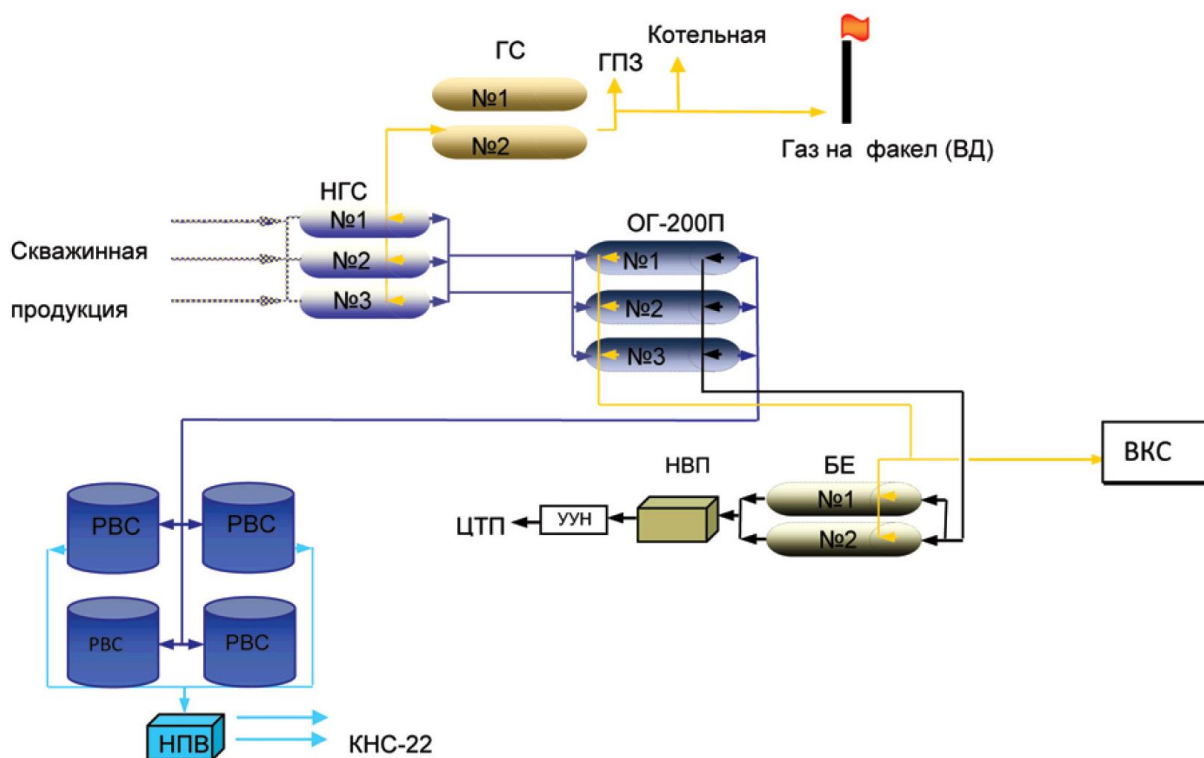 Котельная
ГС
ГПЗ
№1
№2
Газ на факел (ВД)
НГС
№1
№2
№3
Скважинная
продукция
ОГ-200П
№1
№2
№3
ВКС
НВП
БЕ
№1
№2
УУН
ЦТП
РВС
РВС
РВС
РВС
НПВ
КНС-22